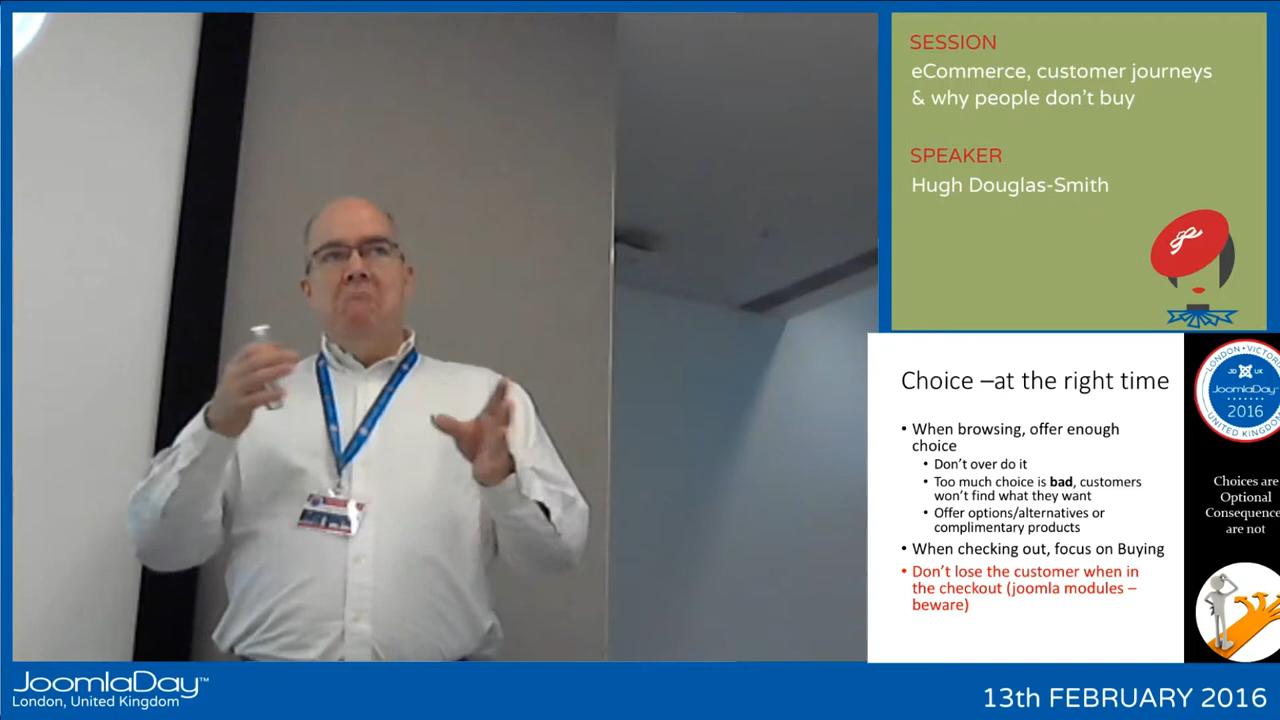 SESSION
eCommerce, customer journeys
& why people don't buy
SPEAKER
Hugh Douglas-Smith
Choice –at the right time
• When browsing, offer enough
choice
• Don't over do it
• Too much choice is bad, customers
won't find what they want
• Offer options/alternatives or
complimentary products
• When checking out, focus on Buying
• Don't lose the customer when in
the checkout (joomla modules –
beware)
LONDON • VICTORI
JD UK
JoomlaDay
2016
UNITED KINGDOM
Choices are
Optional
Consequence
are not
JoomlaDay™
London, United Kingdom
13th FEBRUARY 2016